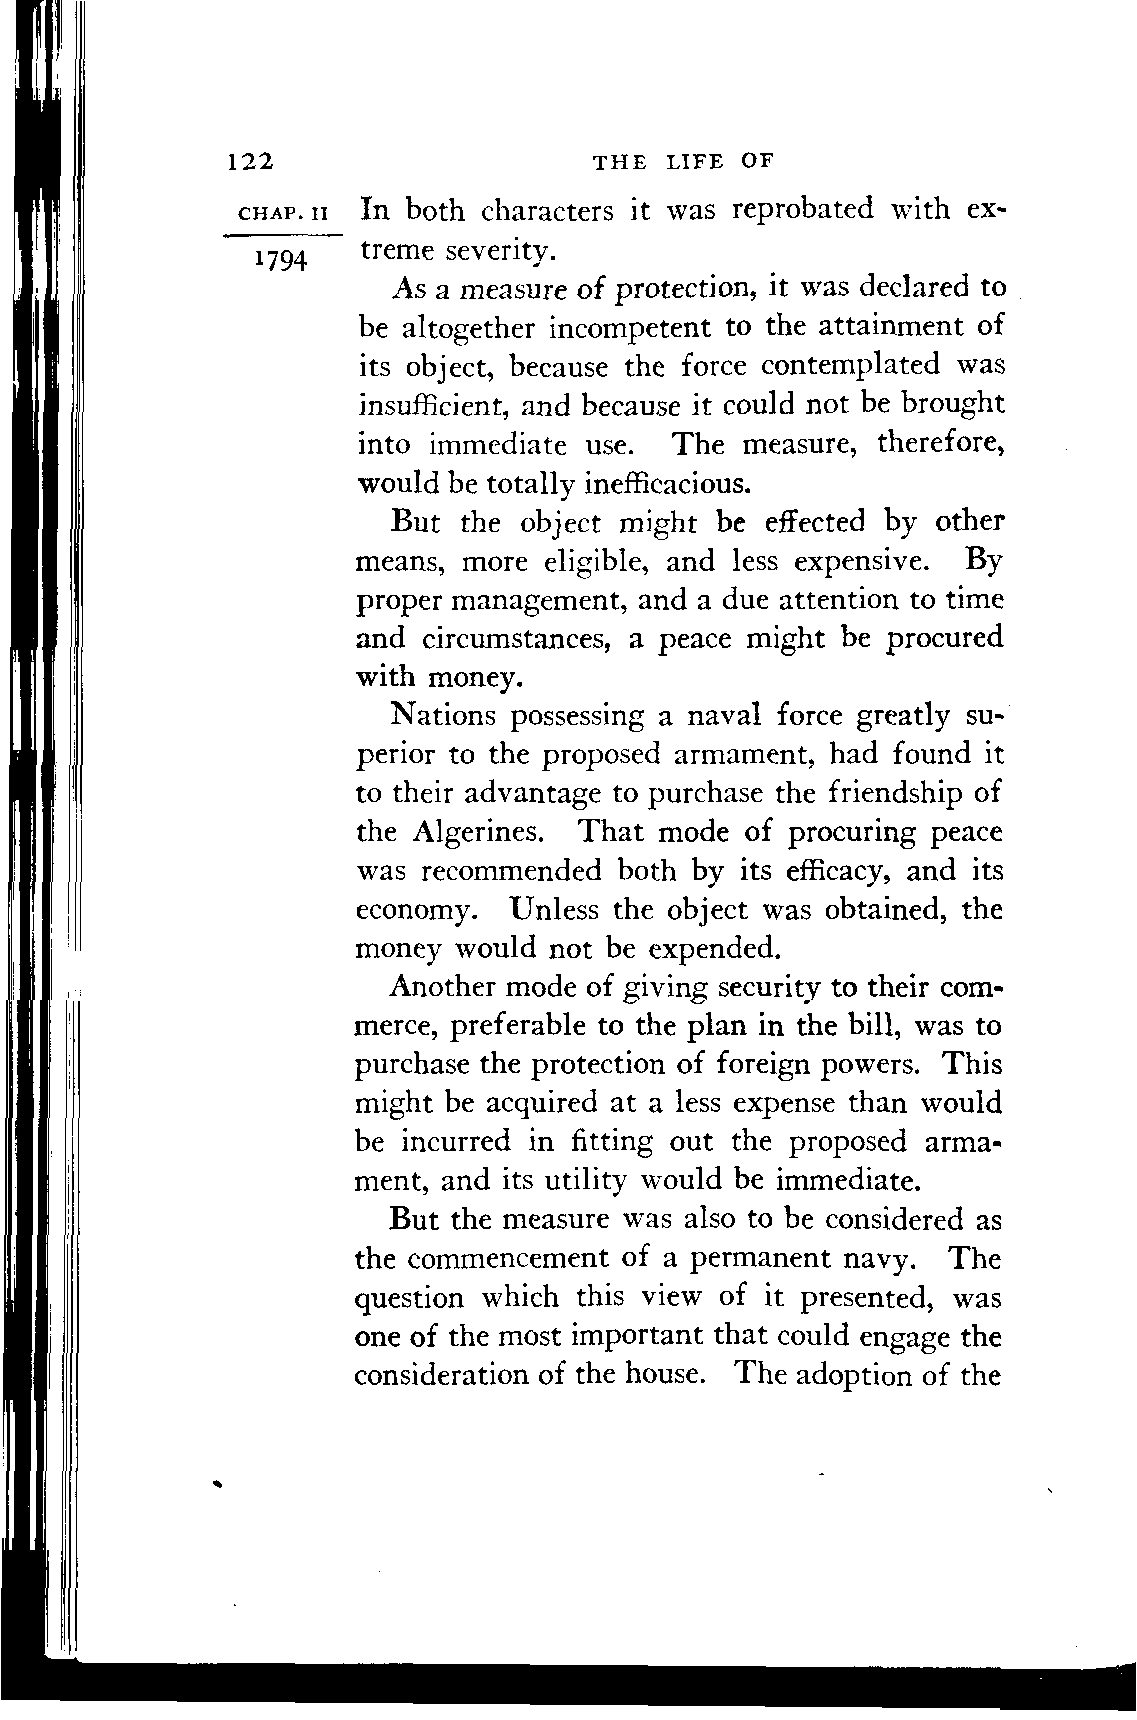 122 THE LIFE OF
CHAP. II
1794
In both characters it was reprobated with ex-
treme severity.
As a measure of protection, it was declared to
be altogether incompetent to the attainment of
its object, because the force contemplated was
insufficient, and because it could not be brought
into immediate use. The measure, therefore,
would be totally inefficacious.
But the object might be effected by other
means, more eligible, and less expensive. By
proper management, and a due attention to time
and circumstances, a peace might be procured
with money.
Nations possessing a naval force greatly su-
perior to the proposed armament, had found it
to their advantage to purchase the friendship of
the Algerines. That mode of procuring peace
was recommended both by its efficacy, and its
economy. Unless the object was obtained, the
money would not be expended.
Another mode of giving security to their com-
merce, preferable to the plan in the bill, was to
purchase the protection of foreign powers. This
might be acquired at a less expense than would
be incurred in fitting out the proposed arma-
ment, and its utility would be immediate.
But the measure was also to be considered as
the commencement of a permanent navy. The
question which this view of it presented, was
one of the most important that could engage the
consideration of the house. The adoption of the